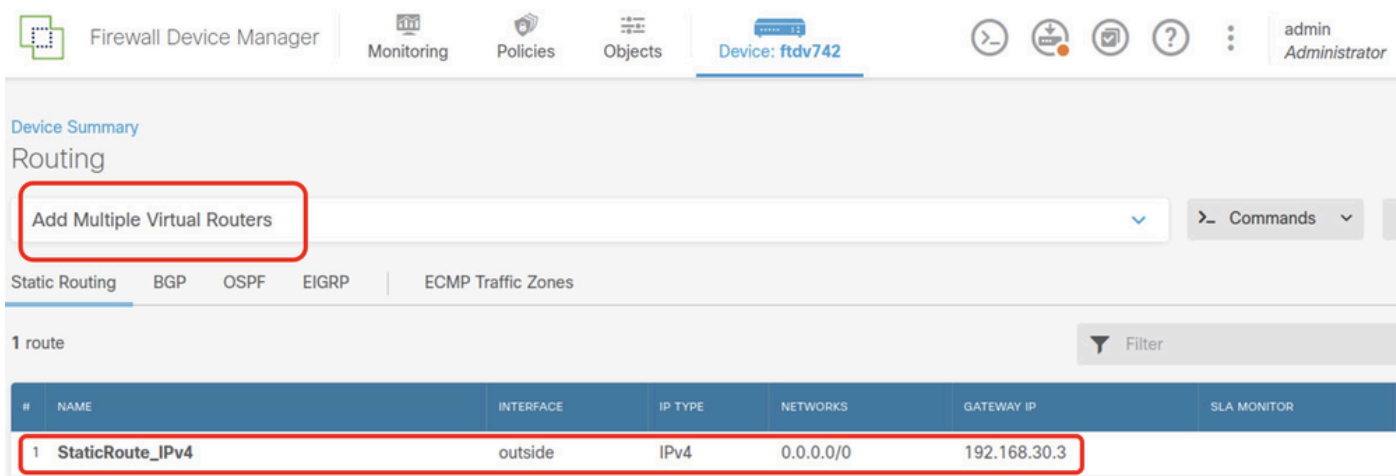 Firewall Device Manager
Monitoring
Policies
Objects
Device: ftdv742
admin
Administrator
Device Summary
Routing
Add Multiple Virtual Routers
>_ Commands
Static Routing BGP OSPF EIGRP ECMP Traffic Zones
1 route
Filter
# NAME INTERFACE IP TYPE NETWORKS GATEWAY IP SLA MONITOR
1 StaticRoute_IPv4 outside IPv4 0.0.0.0/0 192.168.30.3